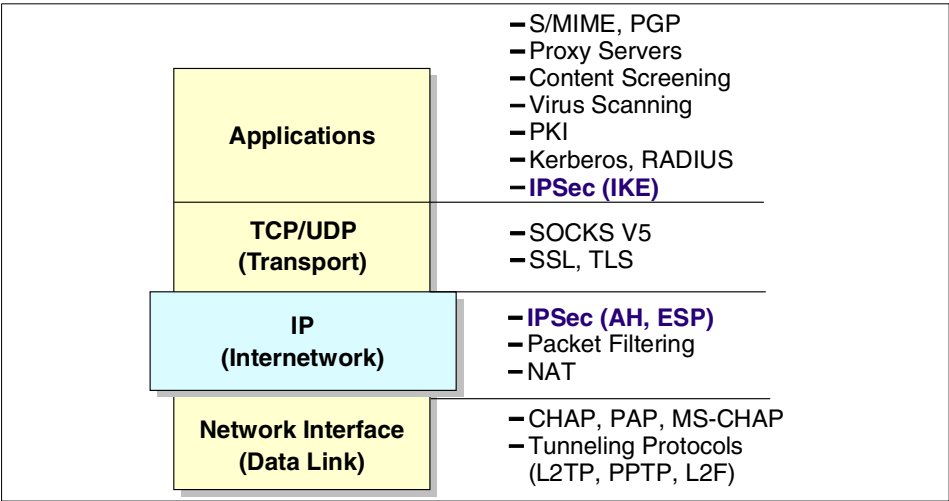 – S/MIME, PGP
– Proxy Servers
– Content Screening
– Virus Scanning
– PKI
– Kerberos, RADIUS
– IPSec (IKE)
Applications
TCP/UDP
(Transport)
– SOCKS V5
– SSL, TLS
IP
(Internetwork)
– IPSec (AH, ESP)
– Packet Filtering
– NAT
Network Interface
(Data Link)
– CHAP, PAP, MS-CHAP
– Tunneling Protocols
(L2TP, PPTP, L2F)